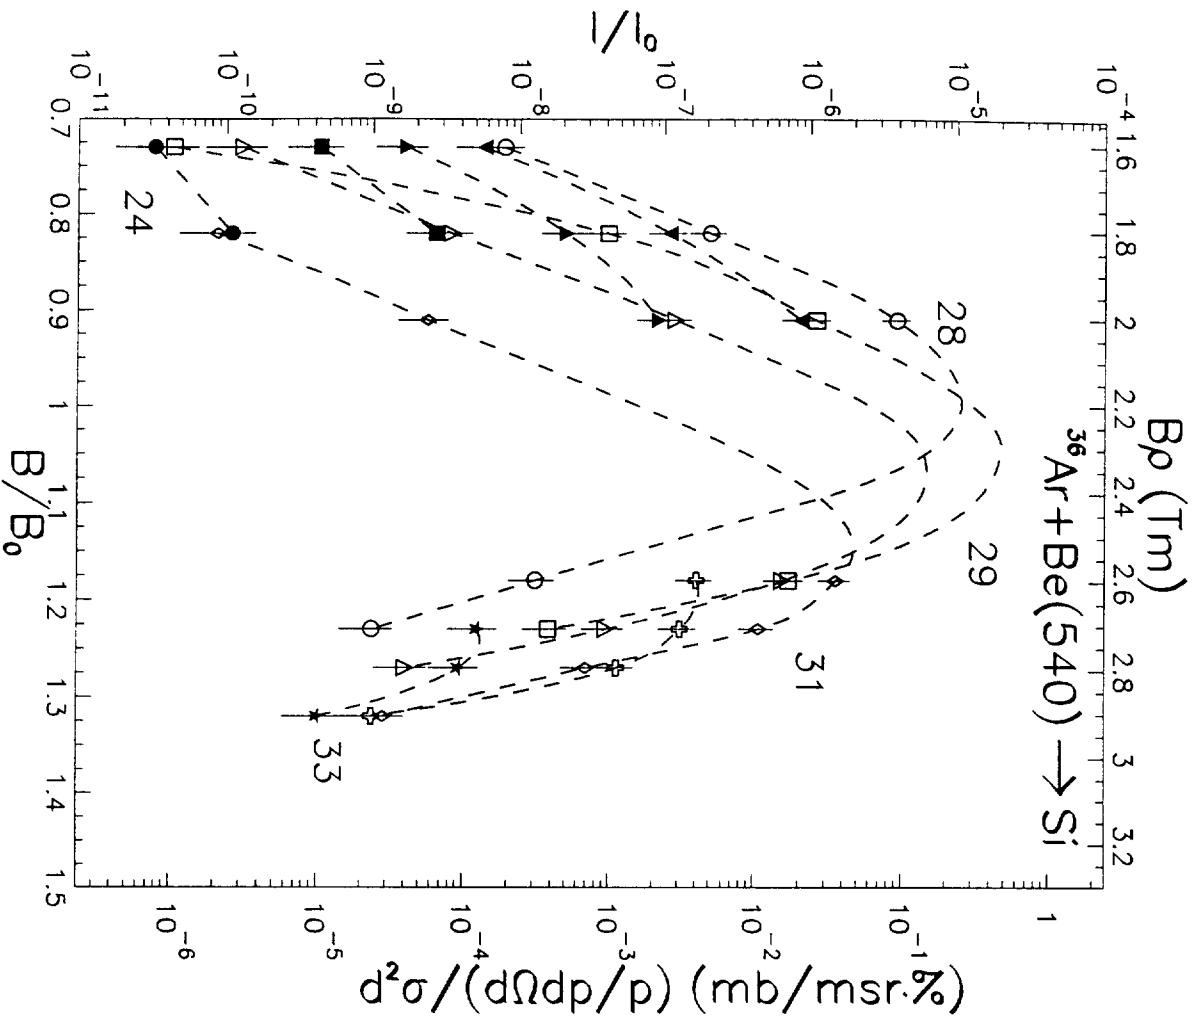 Bρ (Tm)
1.6 1.8 2 2.2 2.4 2.6 2.8 3 3.2
³⁶Ar+Be(540) → Si
28
29
31
24
33
I/I₀
10⁻⁴
10⁻⁵
10⁻⁶
10⁻⁷
10⁻⁸
10⁻⁹
10⁻¹⁰
10⁻¹¹
1
10⁻¹
10⁻²
10⁻³
10⁻⁴
10⁻⁵
10⁻⁶
d²σ/(dΩdp/p) (mb/msr·%)
0.7 0.8 0.9 1 1.1 1.2 1.3 1.4 1.5
B/B₀